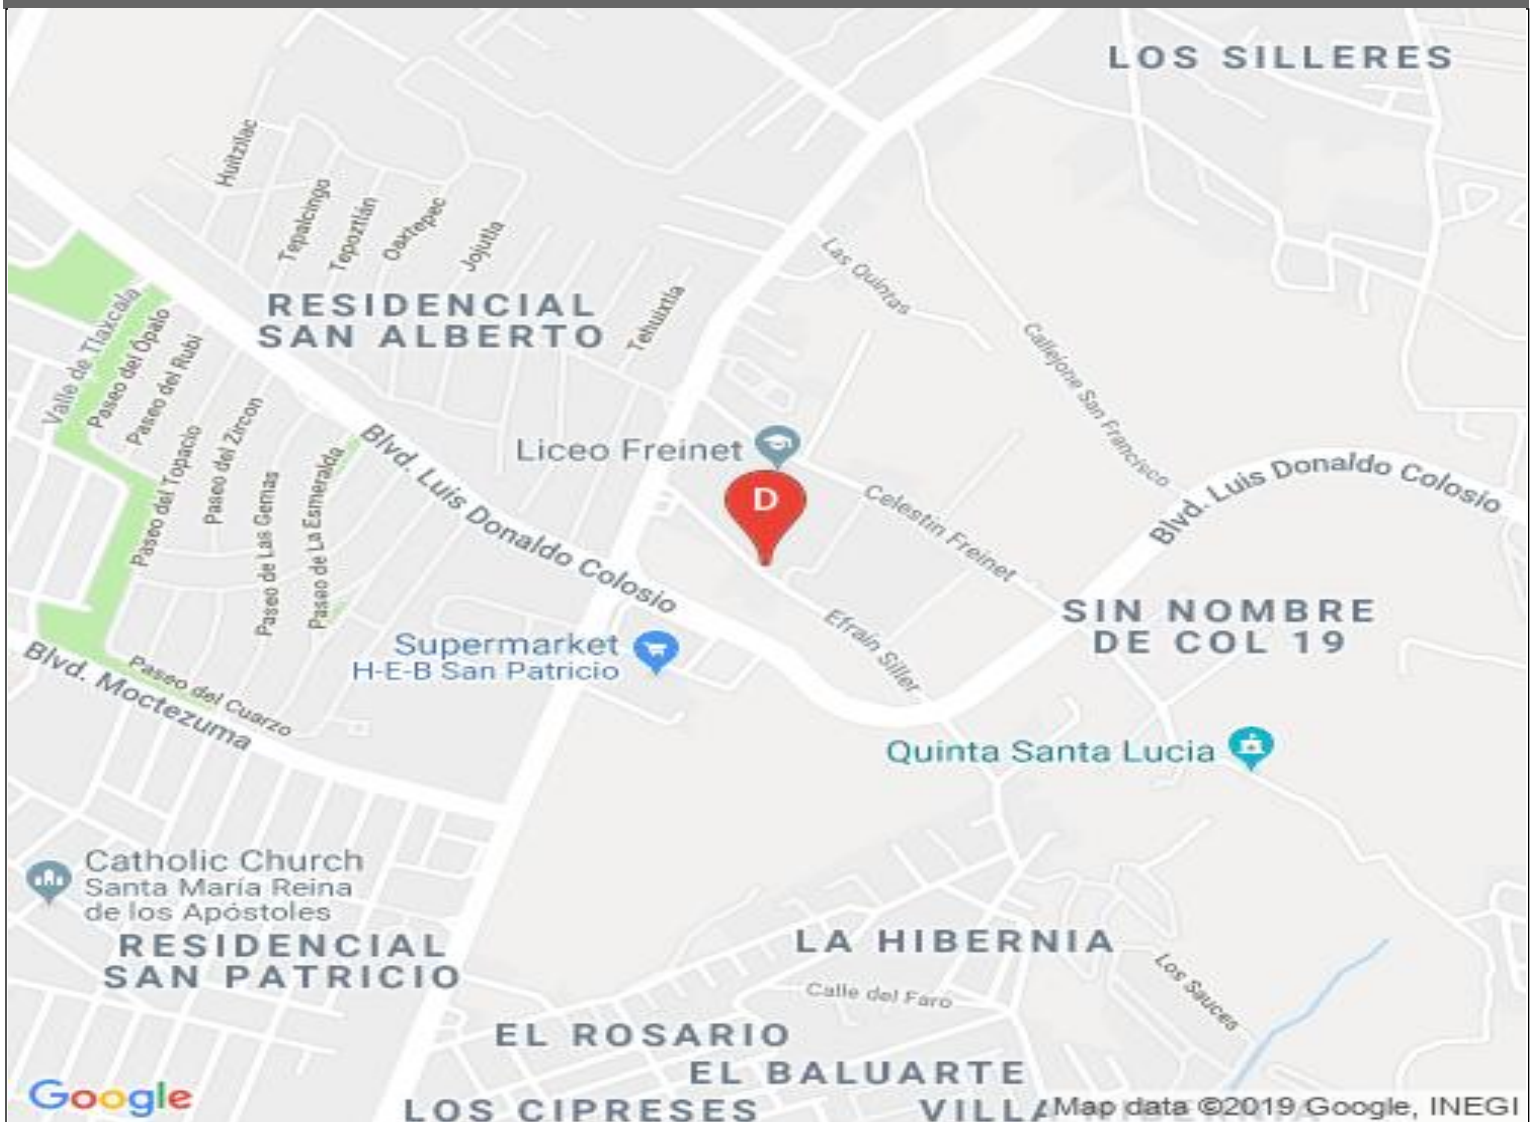 LOS SILLERES
Huitzilac
Tepalcingo
Tepoztlán
Oaxtepec
Jojutla
Las Quintas
RESIDENCIAL
SAN ALBERTO
Tehuixtla
Valle de Tlaxcala
Paseo del Ópalo
Paseo del Rubí
Callejone San Francisco
Paseo del Topacio
Paseo del Zircon
Paseo de Las Gemas
Paseo de La Esmeralda
Blvd. Luis Donaldo Colosio
Liceo Freinet
D
Celestin Freinet
Blvd. Luis Donaldo Colosio
SIN NOMBRE
DE COL 19
Efraín Siller
Supermarket
H-E-B San Patricio
Blvd. Moctezuma
Paseo del Cuarzo
Quinta Santa Lucia
Catholic Church
Santa María Reina
de los Apóstoles
RESIDENCIAL
SAN PATRICIO
LA HIBERNIA
Calle del Faro
Los Sauces
EL ROSARIO
EL BALUARTE
LOS CIPRESES
VILLA
Google
Map data ©2019 Google, INEGI